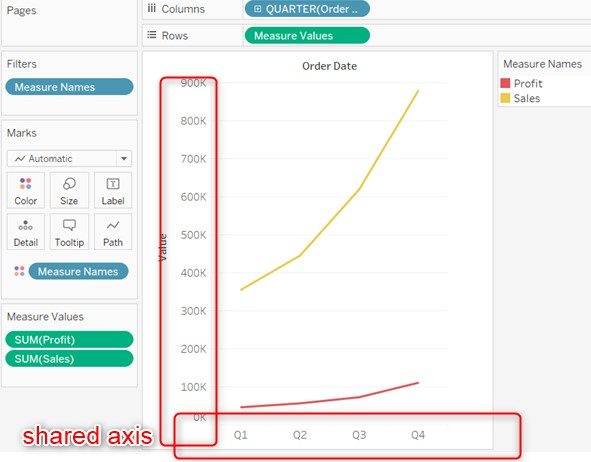 Pages
Columns
QUARTER(Order ..
Rows
Measure Values
Filters
Measure Names
Marks
Automatic
Color
Size
Label
Detail
Tooltip
Path
Measure Names
Measure Values
SUM(Profit)
SUM(Sales)
Order Date
900K
800K
700K
600K
500K
400K
300K
200K
100K
0K
Value
Q1
Q2
Q3
Q4
shared axis
Measure Names
Profit
Sales